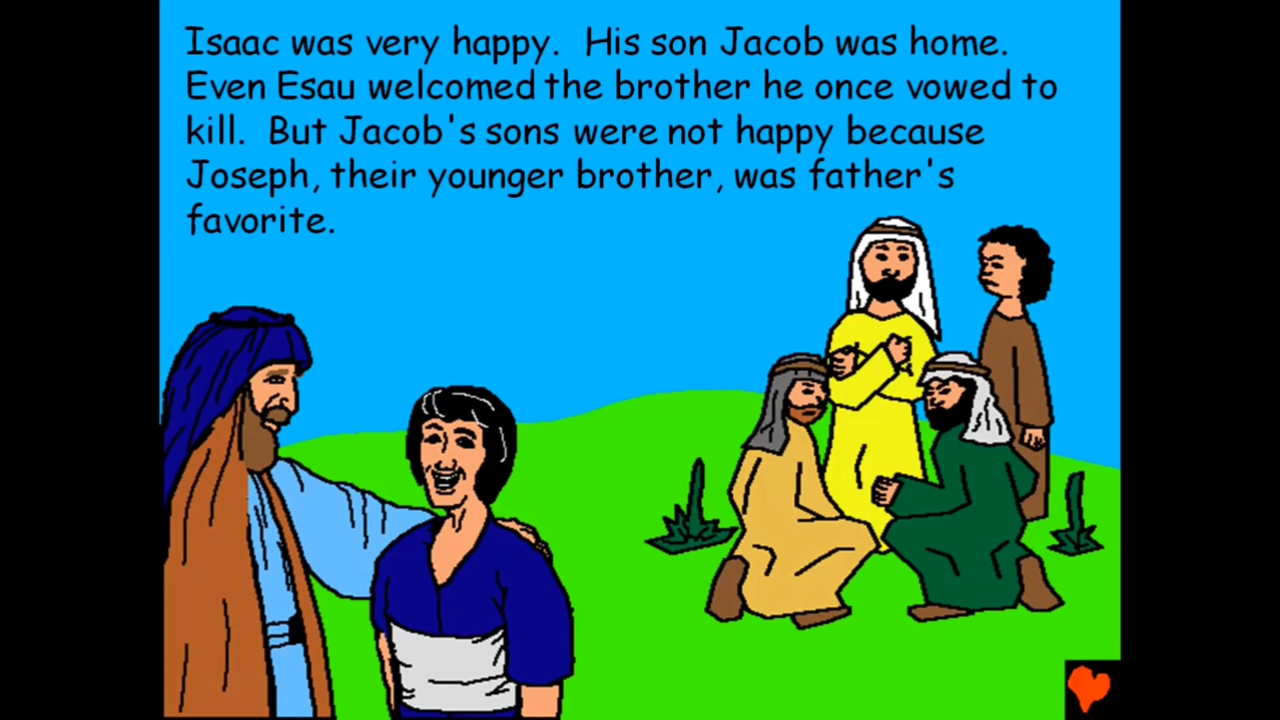 Isaac was very happy.  His son Jacob was home.
Even Esau welcomed the brother he once vowed to
kill.  But Jacob's sons were not happy because
Joseph, their younger brother, was father's
favorite.